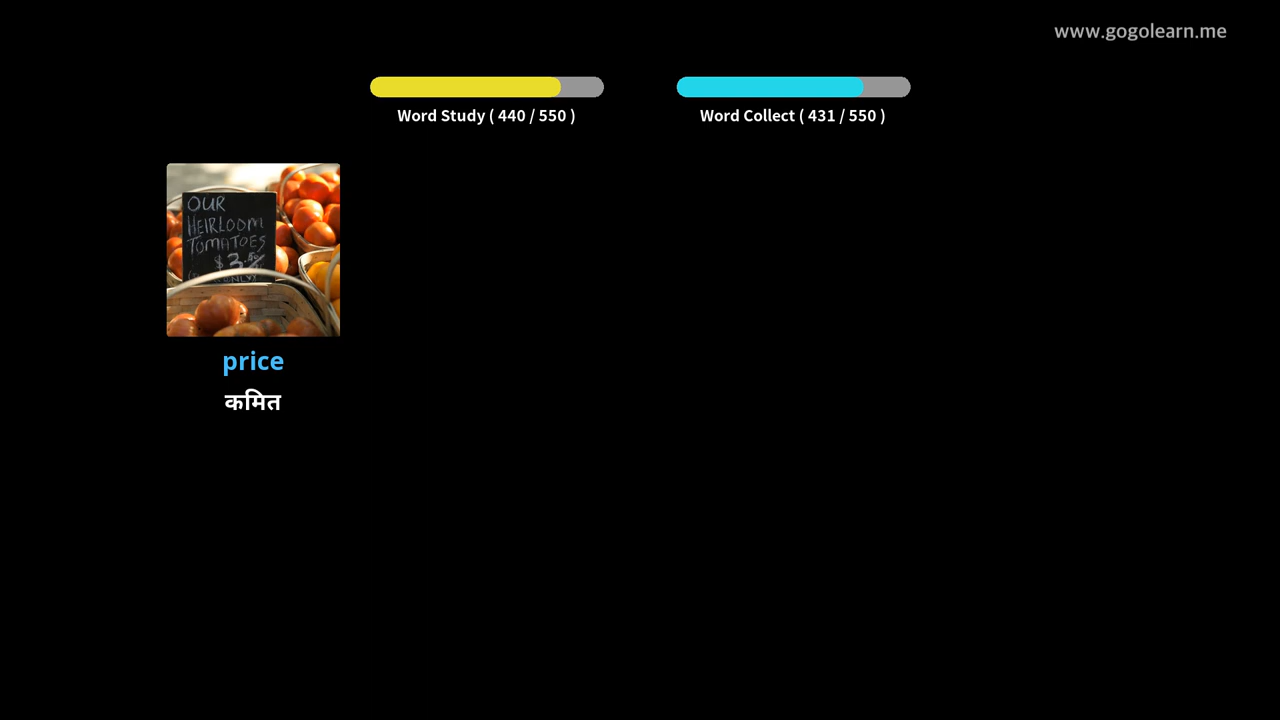 www.gogolearn.me
Word Study ( 440 / 550 )
Word Collect ( 431 / 550 )
OUR
HEIRLOOM
TOMATOES
price
कमित